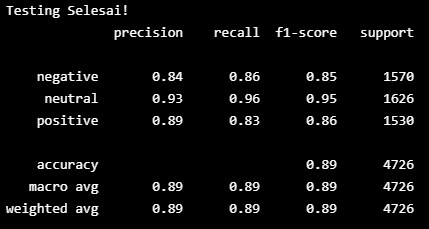 Testing Selesai!
precision recall f1-score support
negative 0.84 0.86 0.85 1570
neutral 0.93 0.96 0.95 1626
positive 0.89 0.83 0.86 1530
accuracy 0.89 4726
macro avg 0.89 0.89 0.89 4726
weighted avg 0.89 0.89 0.89 4726